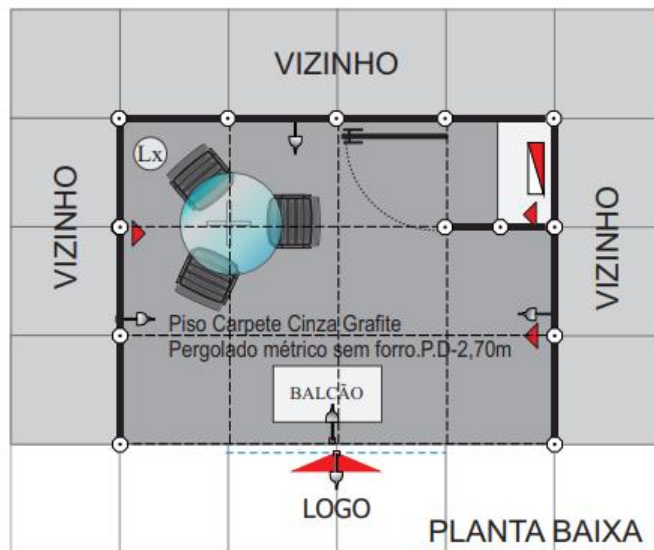 VIZINHO
VIZINHO
VIZINHO
Lx
Piso Carpete Cinza Grafite
Pergolado métrico sem forro.P.D-2,70m
BALCÃO
LOGO
PLANTA BAIXA